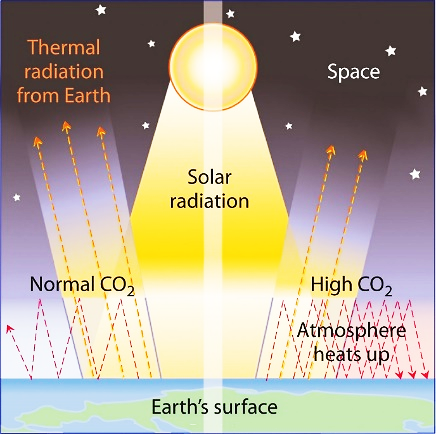 Thermal
radiation
from Earth
Space
Solar
radiation
Normal CO₂
High CO₂
Atmosphere
heats up
Earth's surface